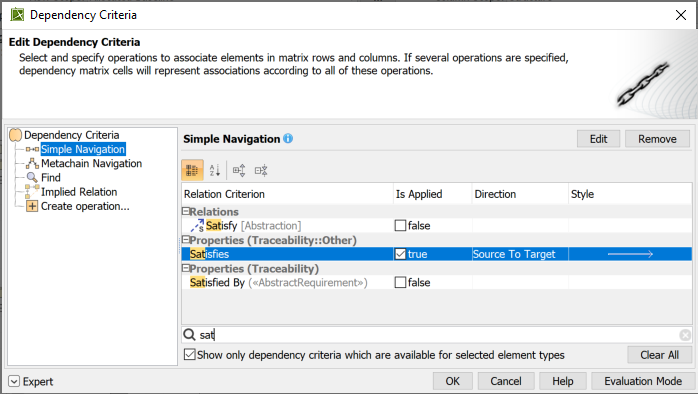 Dependency Criteria
Edit Dependency Criteria
Select and specify operations to associate elements in matrix rows and columns. If several operations are specified,
dependency matrix cells will represent associations according to all of these operations.
Dependency Criteria
Simple Navigation
Metachain Navigation
Find
Implied Relation
Create operation...
Simple Navigation
Edit
Remove
Relation Criterion Is Applied Direction Style
Relations
Satisfy [Abstraction] false
Properties (Traceability::Other)
Satisfies true Source To Target
Properties (Traceability)
Satisfied By («AbstractRequirement») false
sat
Show only dependency criteria which are available for selected element types
Clear All
Expert
OK
Cancel
Help
Evaluation Mode